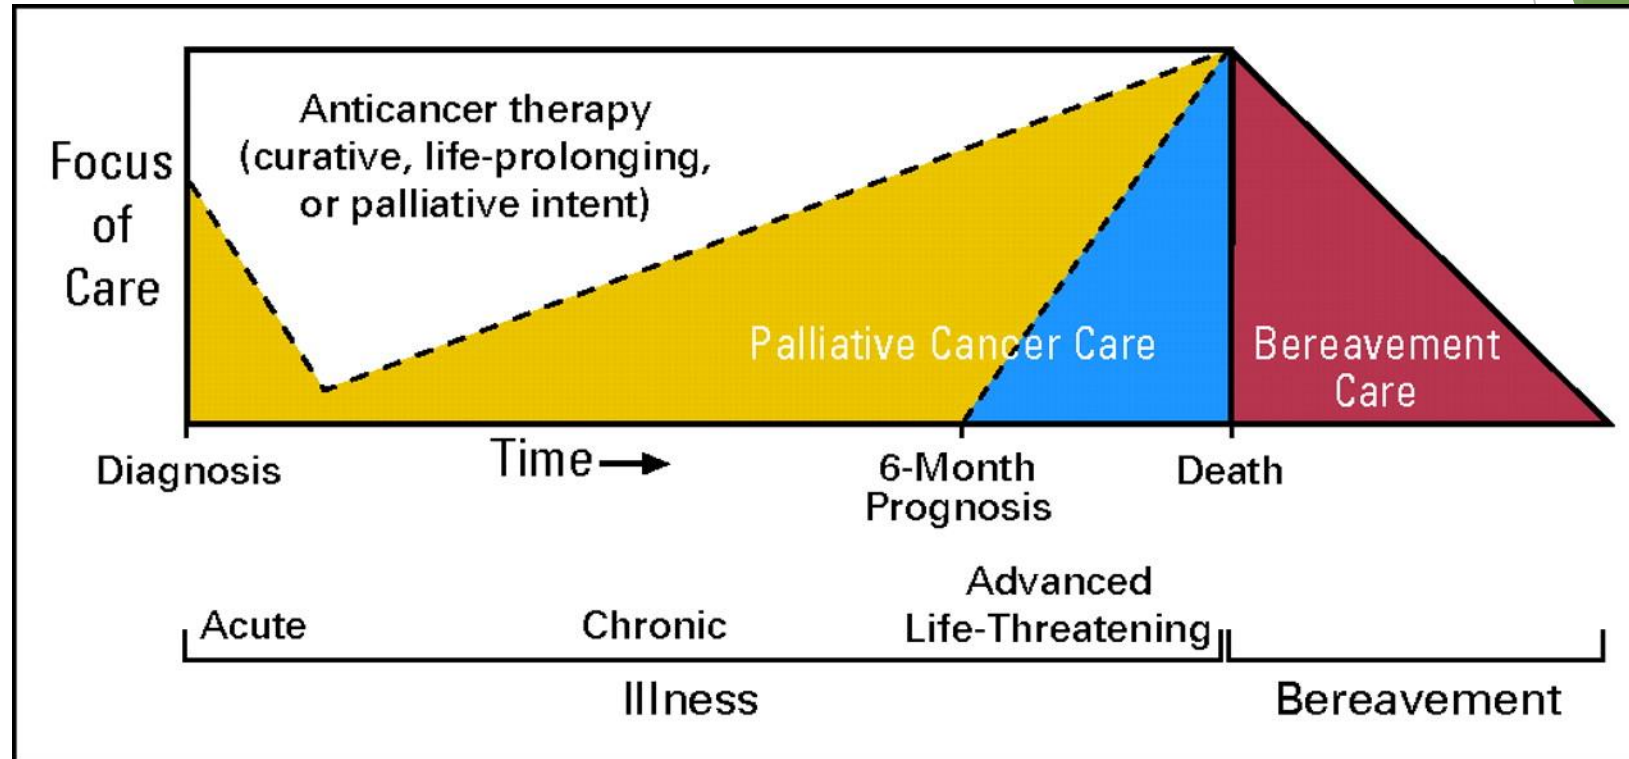 Anticancer therapy
(curative, life-prolonging,
or palliative intent)
Focus
of
Care
Palliative Cancer Care
Bereavement
Care
Diagnosis
Time
6-Month
Prognosis
Death
Acute
Chronic
Advanced
Life-Threatening
Illness
Bereavement